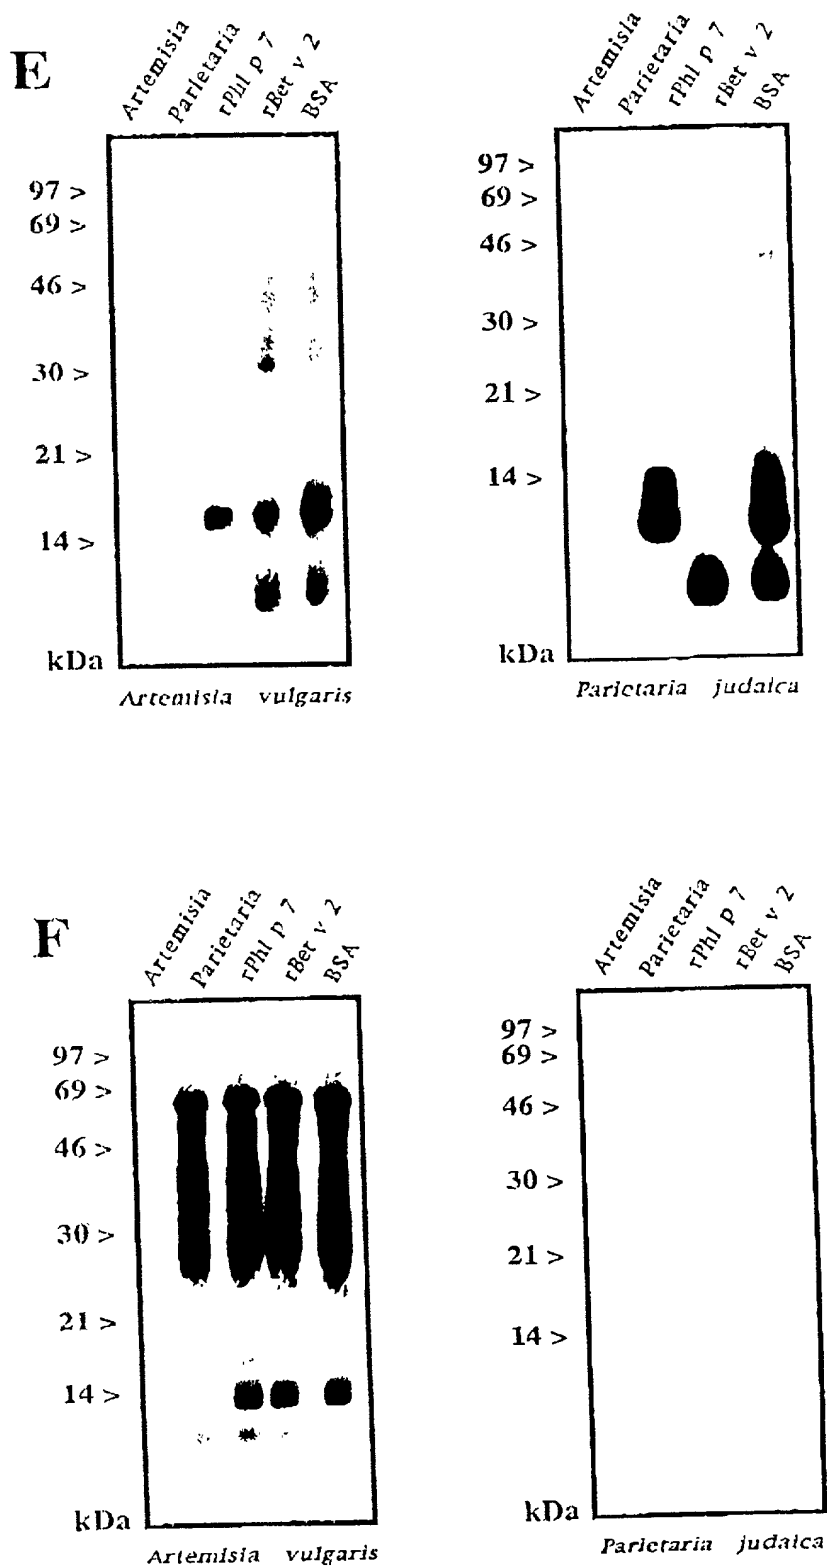 E
Artemisia
Parietaria
rPhl p 7
rBet v 2
BSA
97 >
69 >
46 >
30 >
21 >
14 >
kDa
Artemisia vulgaris
Artemisia
Parietaria
rPhl p 7
rBet v 2
BSA
97 >
69 >
46 >
30 >
21 >
14 >
kDa
Parietaria judaica
F
Artemisia
Parietaria
rPhl p 7
rBet v 2
BSA
97 >
69 >
46 >
30 >
21 >
14 >
kDa
Artemisia vulgaris
Artemisia
Parietaria
rPhl p 7
rBet v 2
BSA
97 >
69 >
46 >
30 >
21 >
14 >
kDa
Parietaria judaica